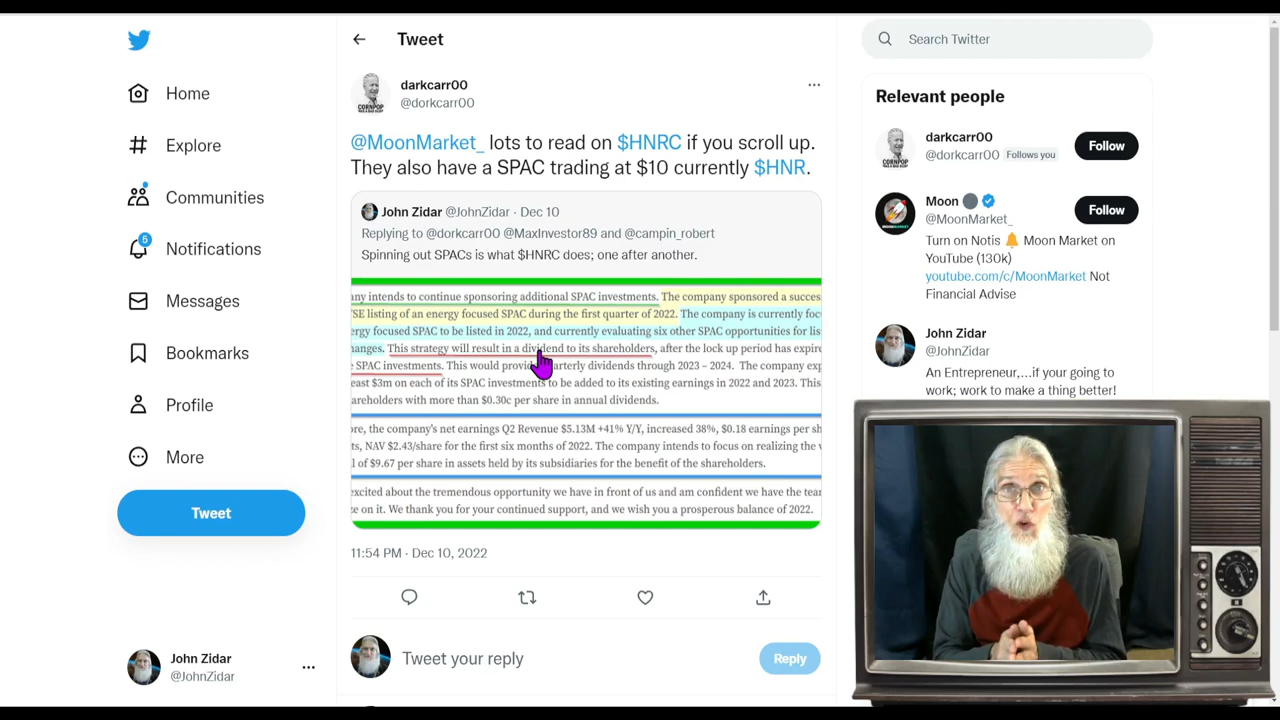 Tweet
Search Twitter
Home
Explore
Communities
5
Notifications
Messages
Bookmarks
Profile
More
Tweet
John Zidar
@JohnZidar
darkcarr00
@dorkcarr00
CORNPOP
@MoonMarket_ lots to read on $HNRC if you scroll up.
They also have a SPAC trading at $10 currently $HNR.
John Zidar @JohnZidar · Dec 10
Replying to @dorkcarr00 @MaxInvestor89 and @campin_robert
Spinning out SPACs is what $HNRC does; one after another.
any intends to continue sponsoring additional SPAC investments. The company sponsored a succes
SE listing of an energy focused SPAC during the first quarter of 2022. The company is currently foc
ergy focused SPAC to be listed in 2022, and currently evaluating six other SPAC opportunities for lis
hanges. This strategy will result in a dividend to its shareholders, after the lock up period has expire
SPAC investments. This would provide quarterly dividends through 2023 – 2024. The company exp
east $3m on each of its SPAC investments to be added to its existing earnings in 2022 and 2023. This
areholders with more than $0.30c per share in annual dividends.
ore, the company's net earnings Q2 Revenue $5.13M +41% Y/Y, increased 38%, $0.18 earnings per sh
ts, NAV $2.43/share for the first six months of 2022. The company intends to focus on realizing the v
l of $9.67 per share in assets held by its subsidiaries for the benefit of the shareholders.
excited about the tremendous opportunity we have in front of us and am confident we have the tea
e on it. We thank you for your continued support, and we wish you a prosperous balance of 2022.
11:54 PM · Dec 10, 2022
Tweet your reply
Reply
Relevant people
darkcarr00
@dorkcarr00 Follows you
Follow
CORNPOP
Moon
@MoonMarket_
Follow
Turn on Notis 🔔 Moon Market on
YouTube (130k)
youtube.com/c/MoonMarket Not
Financial Advise
John Zidar
@JohnZidar
An Entrepreneur,...if your going to
work; work to make a thing better!